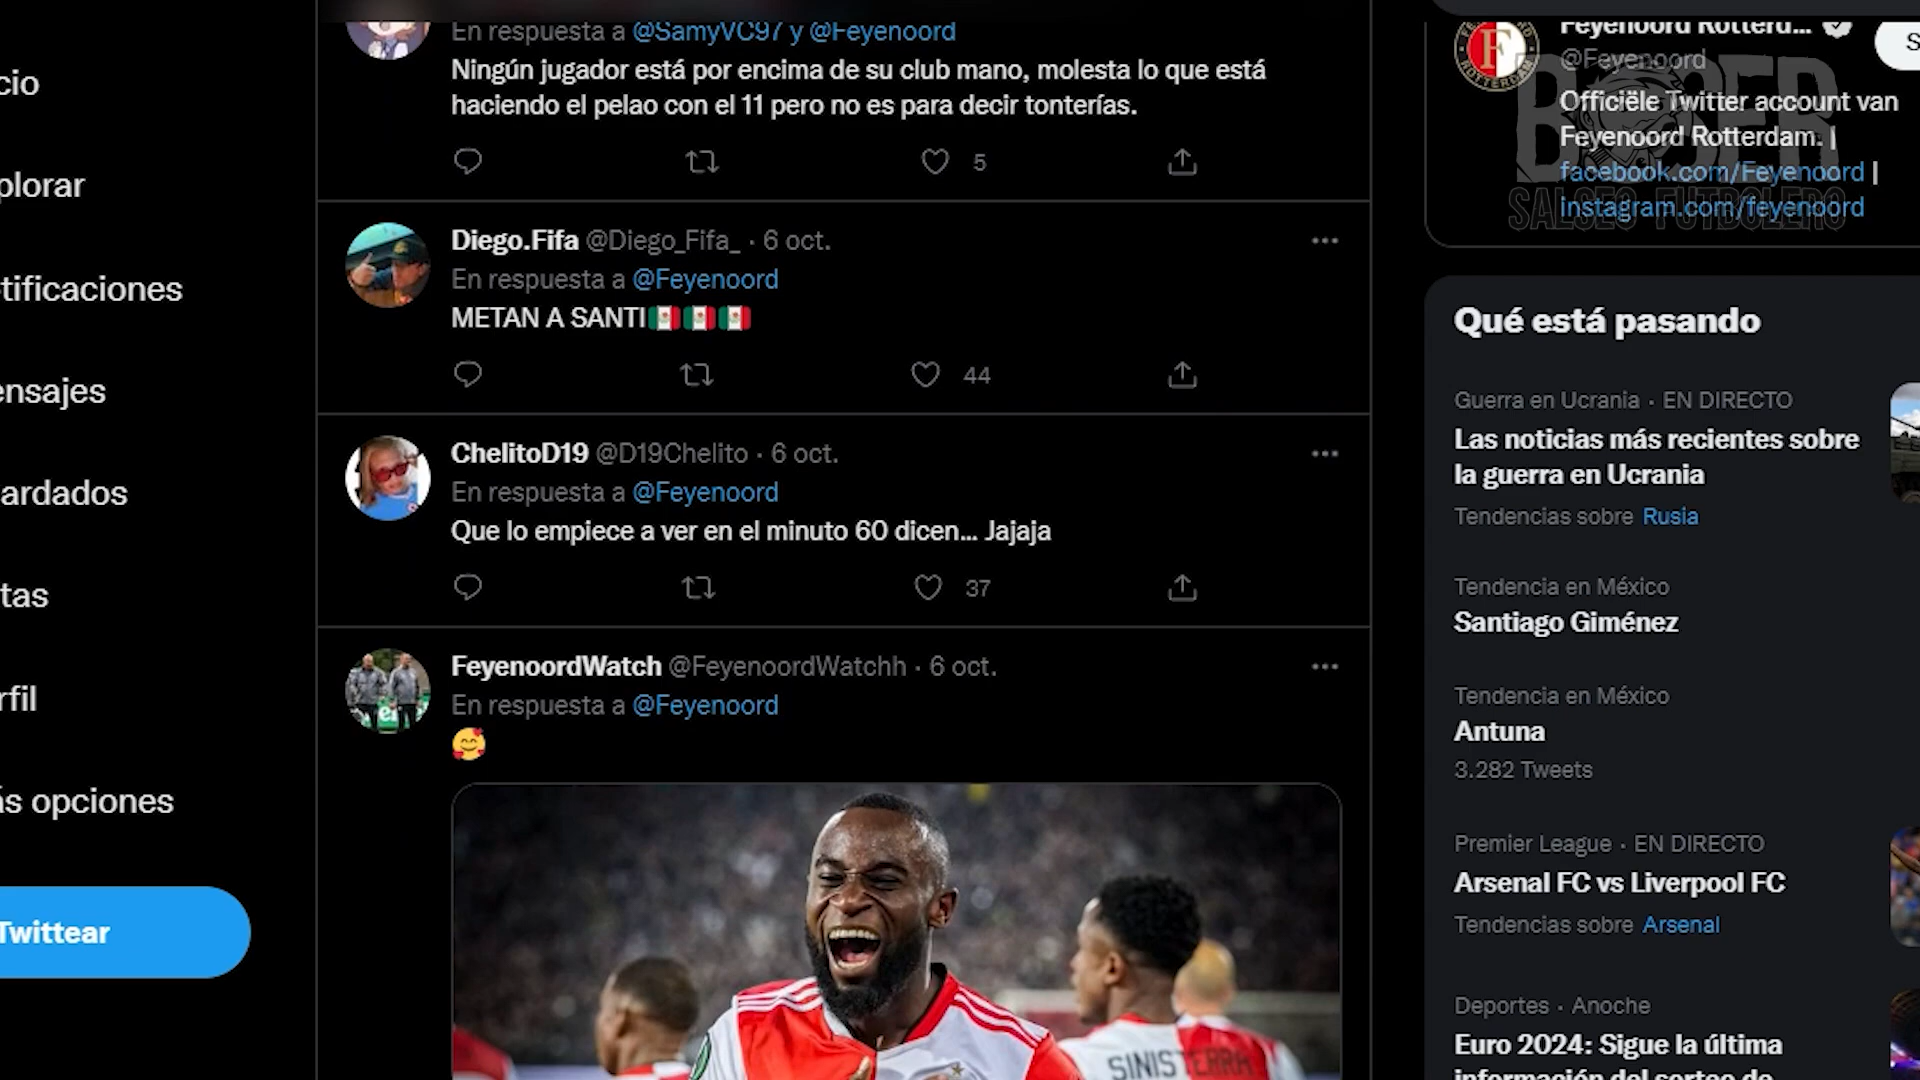 cio
plorar
tificaciones
ensajes
ardados
tas
rfil
ás opciones
Twittear
En respuesta a @SamyVC97 y @Feyenoord
Ningún jugador está por encima de su club mano, molesta lo que está
haciendo el pelao con el 11 pero no es para decir tonterías.
5
Diego.Fifa @Diego_Fifa_ · 6 oct.
En respuesta a @Feyenoord
METAN A SANTI🇲🇽🇲🇽🇲🇽
44
ChelitoD19 @D19Chelito · 6 oct.
En respuesta a @Feyenoord
Que lo empiece a ver en el minuto 60 dicen... Jajaja
37
FeyenoordWatch @FeyenoordWatchh · 6 oct.
En respuesta a @Feyenoord
🥰
SINISTERRA
Feyenoord Rotterd...
@Feyenoord
S
Officiële Twitter account van
Feyenoord Rotterdam. |
facebook.com/Feyenoord |
instagram.com/feyenoord
BOSER
SALSEO FUTBOLERO
Qué está pasando
Guerra en Ucrania · EN DIRECTO
Las noticias más recientes sobre
la guerra en Ucrania
Tendencias sobre Rusia
Tendencia en México
Santiago Giménez
Tendencia en México
Antuna
3.282 Tweets
Premier League · EN DIRECTO
Arsenal FC vs Liverpool FC
Tendencias sobre Arsenal
Deportes · Anoche
Euro 2024: Sigue la última
información del sorteo de